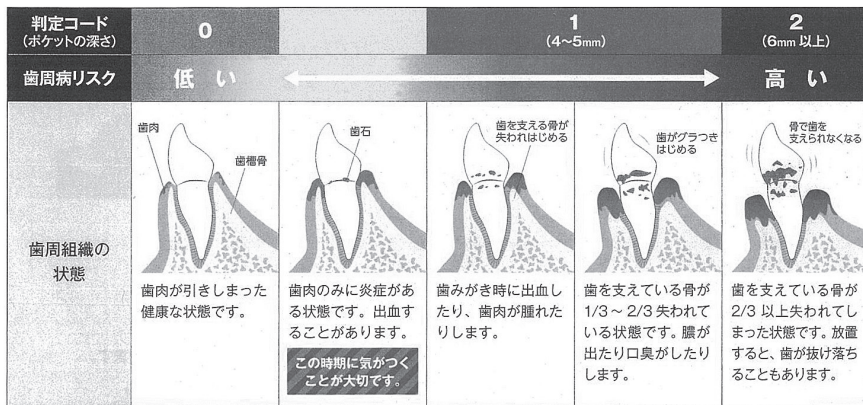 判定コード
(ポケットの深さ)
0
1
(4〜5mm)
2
(6mm 以上)
歯周病リスク
低 い
高 い
歯周組織の
状態
歯肉
歯槽骨
歯肉が引きしまった
健康な状態です。
歯石
歯肉のみに炎症があ
る状態です。出血す
ることがあります。
この時期に気がつく
ことが大切です。
歯を支える骨が
失われはじめる
歯みがき時に出血し
たり、歯肉が腫れた
りします。
歯がグラつき
はじめる
歯を支えている骨が
1/3 〜 2/3 失われて
いる状態です。膿が
出たり口臭がしたり
します。
骨で歯を
支えられなくなる
歯を支えている骨が
2/3 以上失われてし
まった状態です。放置
すると、歯が抜け落ち
ることもあります。